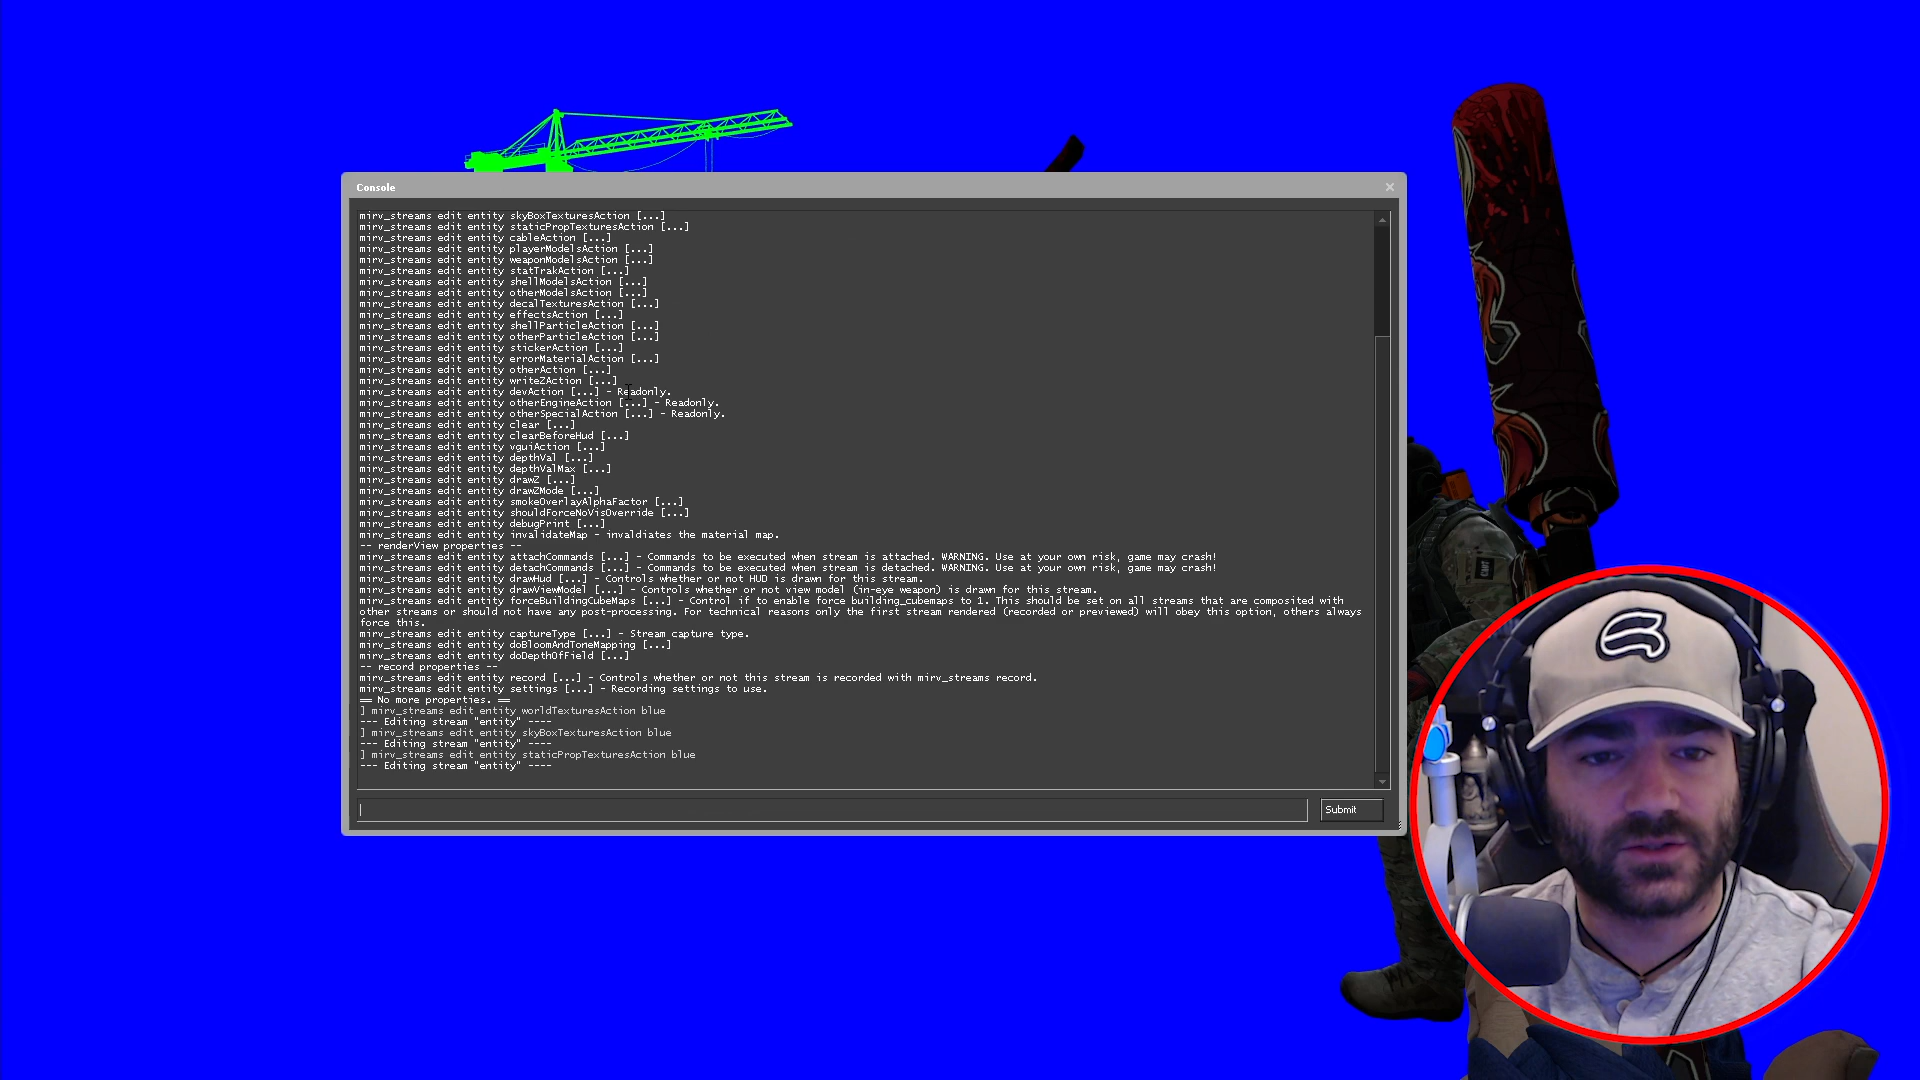 Console
mirv_streams edit entity skyBoxTexturesAction [...]
mirv_streams edit entity staticPropTexturesAction [...]
mirv_streams edit entity cableAction [...]
mirv_streams edit entity playerModelsAction [...]
mirv_streams edit entity weaponModelsAction [...]
mirv_streams edit entity statTrakAction [...]
mirv_streams edit entity shellModelsAction [...]
mirv_streams edit entity otherModelsAction [...]
mirv_streams edit entity decalTexturesAction [...]
mirv_streams edit entity effectsAction [...]
mirv_streams edit entity shellParticleAction [...]
mirv_streams edit entity otherParticleAction [...]
mirv_streams edit entity stickerAction [...]
mirv_streams edit entity errorMaterialAction [...]
mirv_streams edit entity otherAction [...]
mirv_streams edit entity writeZAction [...]
mirv_streams edit entity devAction [...] - Readonly.
mirv_streams edit entity otherEngineAction [...] - Readonly.
mirv_streams edit entity otherSpecialAction [...] - Readonly.
mirv_streams edit entity clear [...]
mirv_streams edit entity clearBeforeHud [...]
mirv_streams edit entity vguiAction [...]
mirv_streams edit entity depthVal [...]
mirv_streams edit entity depthValMax [...]
mirv_streams edit entity drawZ [...]
mirv_streams edit entity drawZMode [...]
mirv_streams edit entity smokeOverlayAlphaFactor [...]
mirv_streams edit entity shouldForceNoVisOverride [...]
mirv_streams edit entity debugPrint [...]
mirv_streams edit entity invalidateMap - invaldiates the material map.
-- renderView properties --
mirv_streams edit entity attachCommands [...] - Commands to be executed when stream is attached. WARNING. Use at your own risk, game may crash!
mirv_streams edit entity detachCommands [...] - Commands to be executed when stream is detached. WARNING. Use at your own risk, game may crash!
mirv_streams edit entity drawHud [...] - Controls whether or not HUD is drawn for this stream.
mirv_streams edit entity drawViewModel [...] - Controls whether or not view model (in-eye weapon) is drawn for this stream.
mirv_streams edit entity forceBuildingCubeMaps [...] - Control if to enable force building_cubemaps to 1. This should be set on all streams that are composited with
other streams or should not have any post-processing. For technical reasons only the first stream rendered (recorded or previewed) will obey this option, others always
force this.
mirv_streams edit entity captureType [...] - Stream capture type.
mirv_streams edit entity doBloomAndToneMapping [...]
mirv_streams edit entity doDepthOfField [...]
-- record properties --
mirv_streams edit entity record [...] - Controls whether or not this stream is recorded with mirv_streams record.
mirv_streams edit entity settings [...] - Recording settings to use.
== No more properties. ==
] mirv_streams edit entity worldTexturesAction blue
--- Editing stream "entity" ----
] mirv_streams edit entity skyBoxTexturesAction blue
--- Editing stream "entity" ----
] mirv_streams edit entity staticPropTexturesAction blue
--- Editing stream "entity" ----
Submit